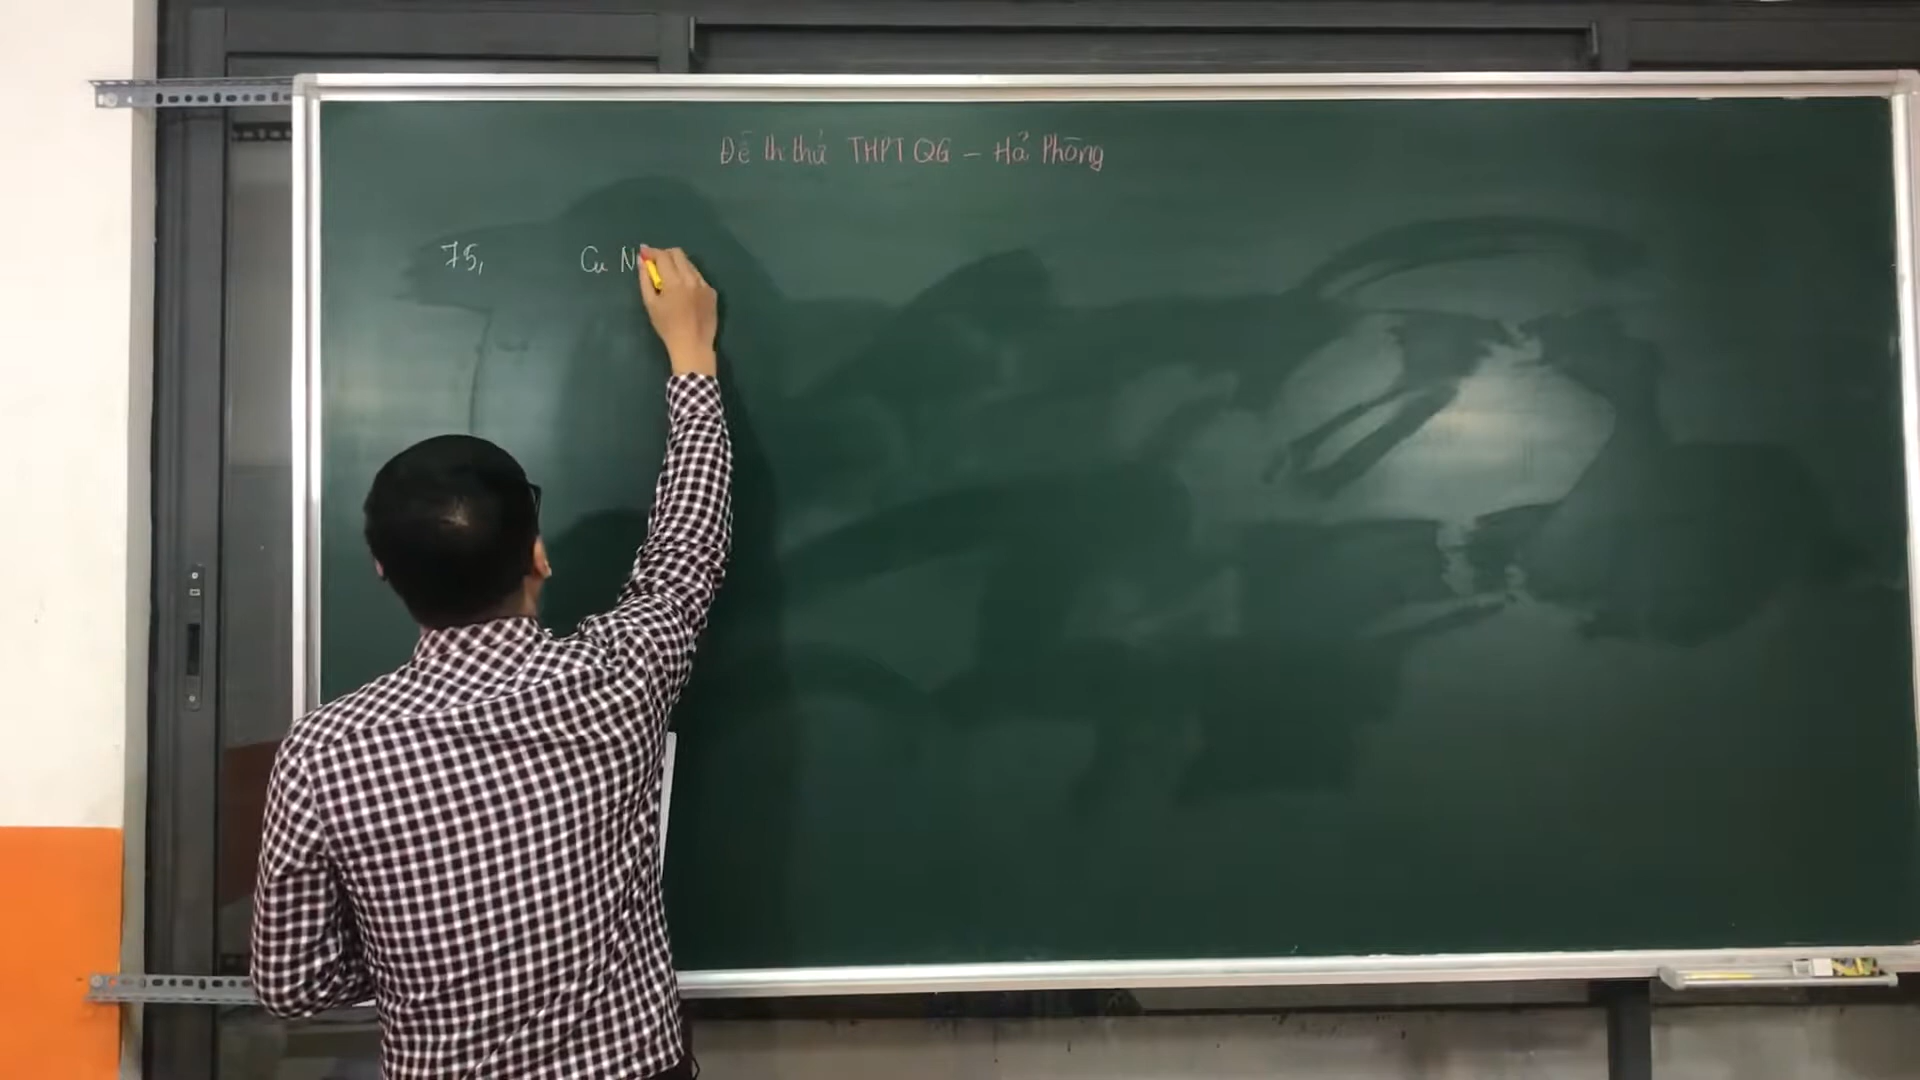 Đề thi thử THPT QG – Hải Phòng
75, Cu N